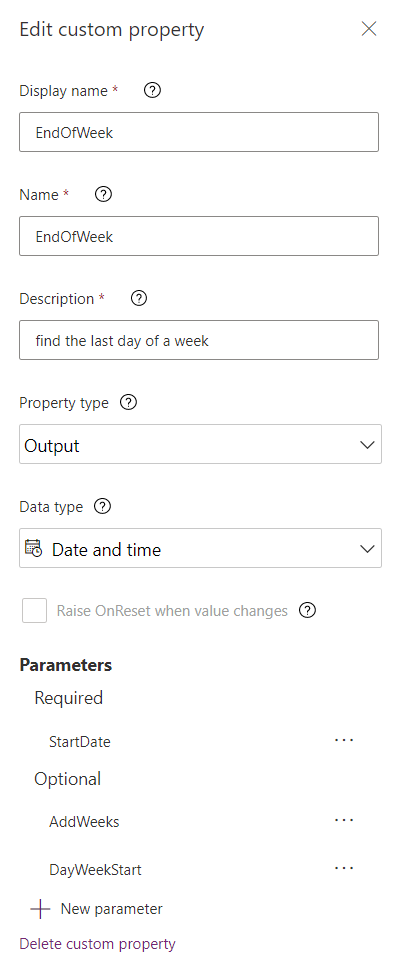 Edit custom property
Display name *
EndOfWeek
Name *
EndOfWeek
Description *
find the last day of a week
Property type
Output
Data type
Date and time
Raise OnReset when value changes
Parameters
Required
StartDate
Optional
AddWeeks
DayWeekStart
New parameter
Delete custom property